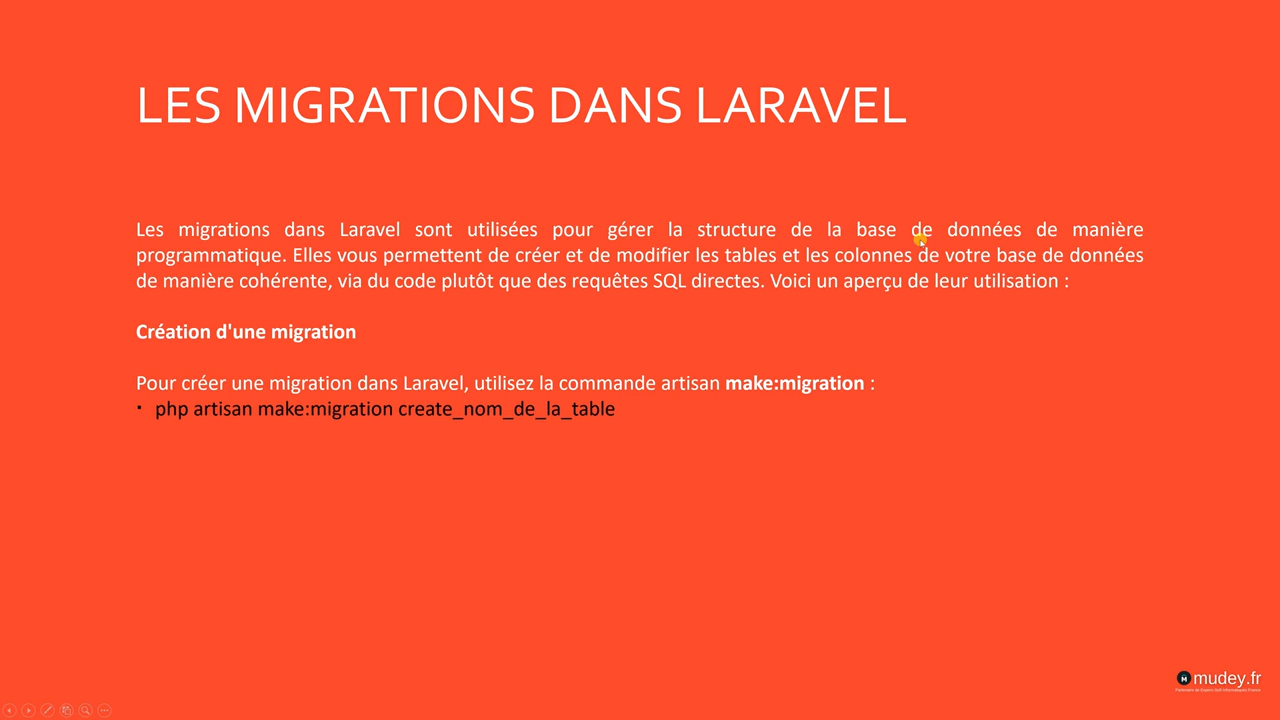 LES MIGRATIONS DANS LARAVEL
Les migrations dans Laravel sont utilisées pour gérer la structure de la base de données de manière
programmatique. Elles vous permettent de créer et de modifier les tables et les colonnes de votre base de données
de manière cohérente, via du code plutôt que des requêtes SQL directes. Voici un aperçu de leur utilisation :
Création d'une migration
Pour créer une migration dans Laravel, utilisez la commande artisan make:migration :
▪ php artisan make:migration create_nom_de_la_table
M mudey.fr